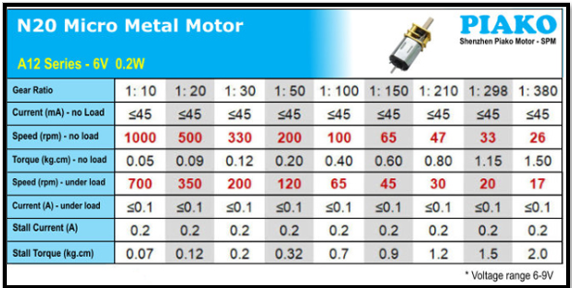 N20 Micro Metal Motor
PIAKO
Shenzhen Piako Motor - SPM
A12 Series - 6V 0.2W
Gear Ratio 1: 10 1: 20 1: 30 1: 50 1: 100 1: 150 1: 210 1: 298 1: 380
Current (mA) - no Load ≤45 ≤45 ≤45 ≤45 ≤45 ≤45 ≤45 ≤45 ≤45
Speed (rpm) - no load 1000 500 330 200 100 65 47 33 26
Torque (kg.cm) - no load 0.05 0.09 0.12 0.20 0.40 0.60 0.80 1.15 1.50
Speed (rpm) - under load 700 350 200 120 65 45 30 20 17
Current (A) - under load ≤0.1 ≤0.1 ≤0.1 ≤0.1 ≤0.1 ≤0.1 ≤0.1 ≤0.1 ≤0.1
Stall Current (A) 0.2 0.2 0.2 0.2 0.2 0.2 0.2 0.2 0.2
Stall Torque (kg.cm) 0.07 0.12 0.2 0.32 0.7 0.9 1.2 1.5 2.0
* Voltage range 6-9V